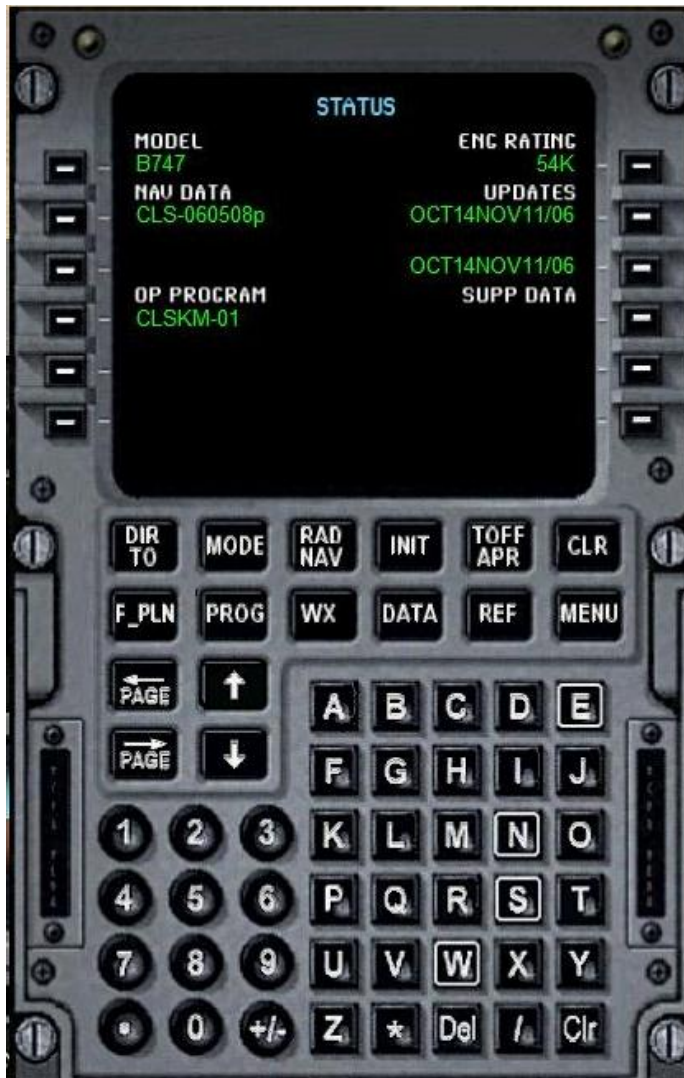 STATUS
MODEL ENG RATING
B747 54K
NAV DATA UPDATES
CLS-060508p OCT14NOV11/06
OCT14NOV11/06
OP PROGRAM SUPP DATA
CLSKM-01
DIR TO MODE RAD NAV INIT TOFF APR CLR
F_PLN PROG WX DATA REF MENU
PAGE ↑
PAGE ↓
A B C D E
F G H I J
1 2 3 K L M N O
4 5 6 P Q R S T
7 8 9 U V W X Y
. 0 +/- Z * Del / Clr